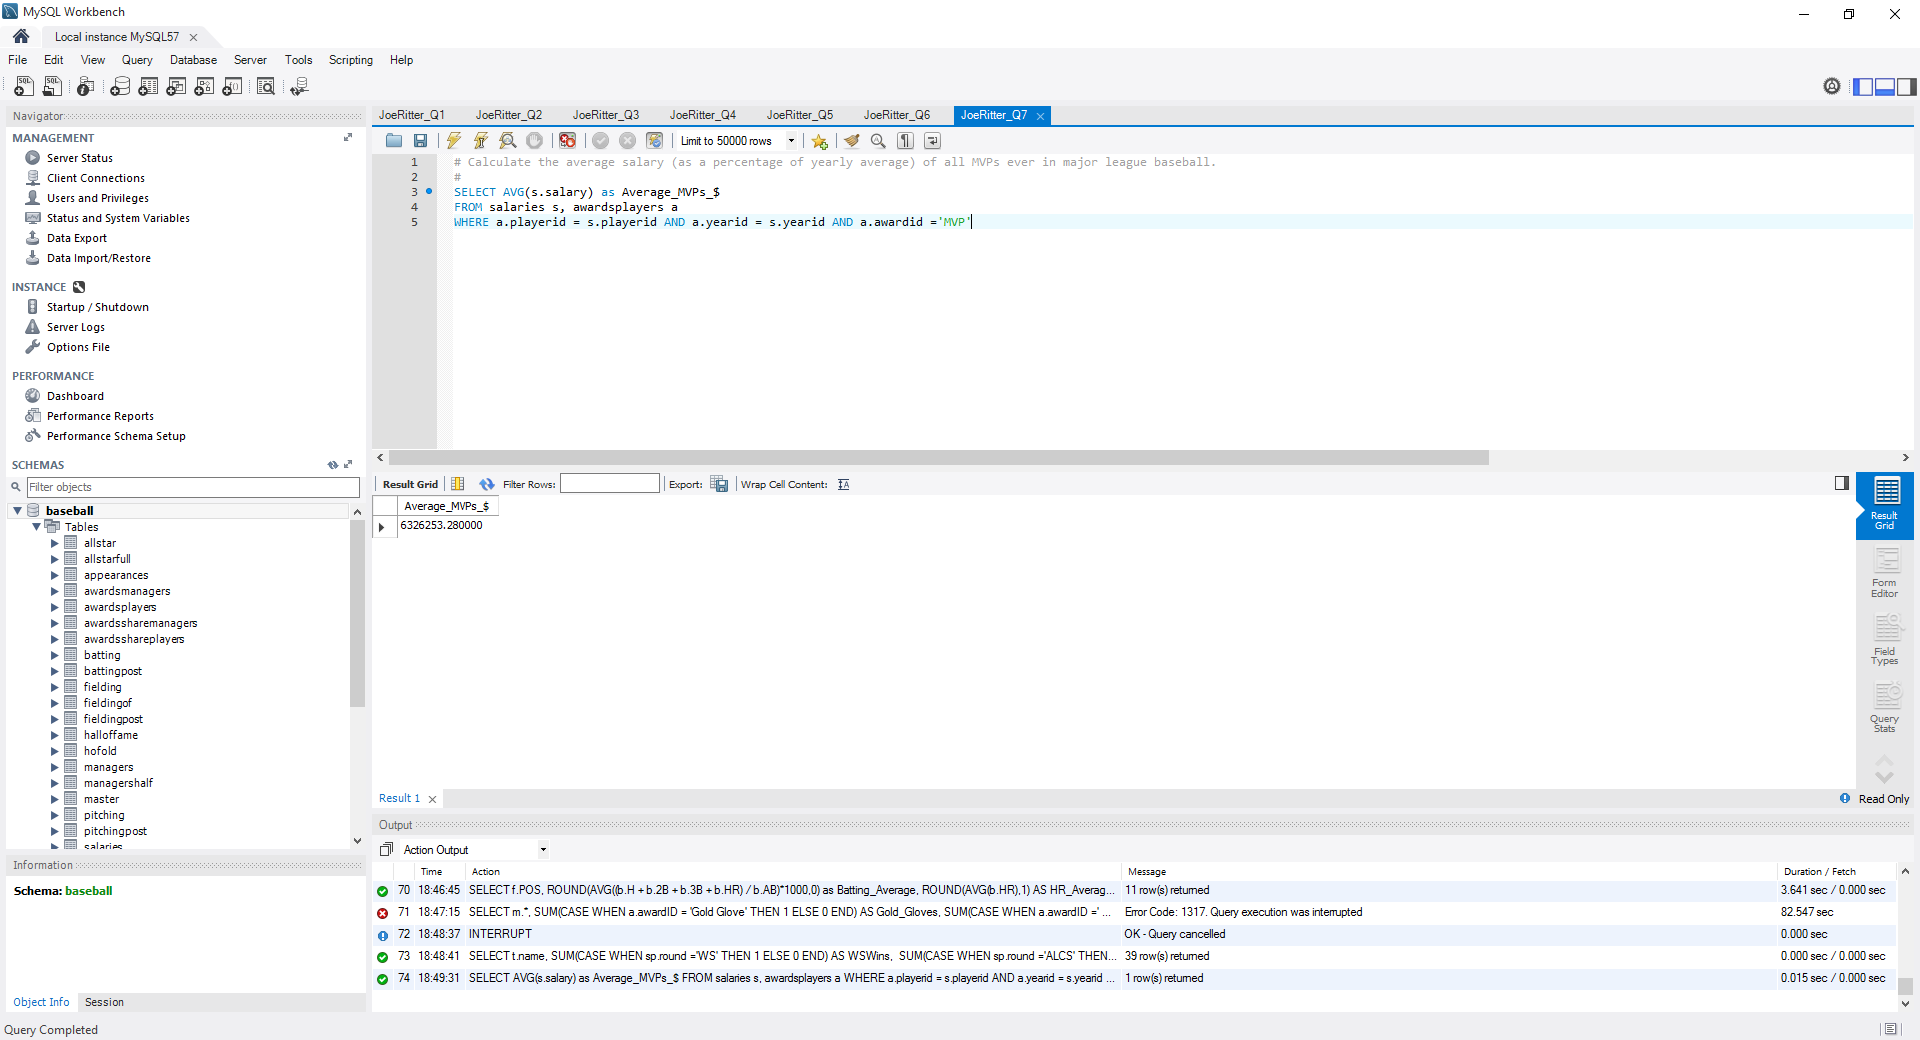 MySQL Workbench
Local instance MySQL57
File Edit View Query Database Server Tools Scripting Help
Navigator
MANAGEMENT
Server Status
Client Connections
Users and Privileges
Status and System Variables
Data Export
Data Import/Restore
INSTANCE
Startup / Shutdown
Server Logs
Options File
PERFORMANCE
Dashboard
Performance Reports
Performance Schema Setup
SCHEMAS
Filter objects
baseball
Tables
allstar
allstarfull
appearances
awardsmanagers
awardsplayers
awardssharemanagers
awardsshareplayers
batting
battingpost
fielding
fieldingof
fieldingpost
halloffame
hofold
managers
managershalf
master
pitching
pitchingpost
salaries
Information
Schema: baseball
Object Info Session
Query Completed
JoeRitter_Q1 JoeRitter_Q2 JoeRitter_Q3 JoeRitter_Q4 JoeRitter_Q5 JoeRitter_Q6 JoeRitter_Q7
Limit to 50000 rows
1 # Calculate the average salary (as a percentage of yearly average) of all MVPs ever in major league baseball.
2 #
3 SELECT AVG(s.salary) as Average_MVPs_$
4 FROM salaries s, awardsplayers a
5 WHERE a.playerid = s.playerid AND a.yearid = s.yearid AND a.awardid ='MVP'
Result Grid Filter Rows: Export: Wrap Cell Content:
Average_MVPs_$
6326253.280000
Result Grid
Form Editor
Field Types
Query Stats
Result 1
Read Only
Output
Action Output
Time Action Message Duration / Fetch
70 18:46:45 SELECT f.POS, ROUND(AVG((b.H + b.2B + b.3B + b.HR) / b.AB)*1000,0) as Batting_Average, ROUND(AVG(b.HR),1) AS HR_Averag... 11 row(s) returned 3.641 sec / 0.000 sec
71 18:47:15 SELECT m.*, SUM(CASE WHEN a.awardID = 'Gold Glove' THEN 1 ELSE 0 END) AS Gold_Gloves, SUM(CASE WHEN a.awardID =' ... Error Code: 1317. Query execution was interrupted 82.547 sec
72 18:48:37 INTERRUPT OK - Query cancelled 0.000 sec
73 18:48:41 SELECT t.name, SUM(CASE WHEN sp.round ='WS' THEN 1 ELSE 0 END) AS WSWins, SUM(CASE WHEN sp.round ='ALCS' THEN... 39 row(s) returned 0.000 sec / 0.000 sec
74 18:49:31 SELECT AVG(s.salary) as Average_MVPs_$ FROM salaries s, awardsplayers a WHERE a.playerid = s.playerid AND a.yearid = s.yearid ... 1 row(s) returned 0.015 sec / 0.000 sec